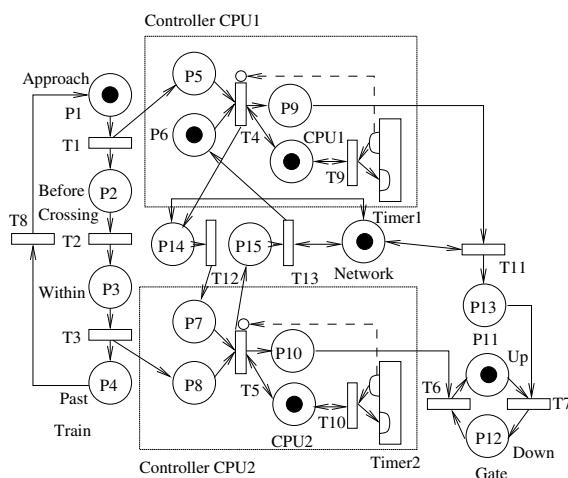 Controller CPU1
Approach
P1
T1
P5
P6
T4
P9
CPU1
T9
Timer1
Before
Crossing
P2
T8
T2
Within
P3
T3
P4
Past
Train
P14
T12
P15
T13
Network
T11
P13
P7
P8
T5
P10
CPU2
T10
Timer2
Controller CPU2
P11
Up
T6
T7
P12
Down
Gate